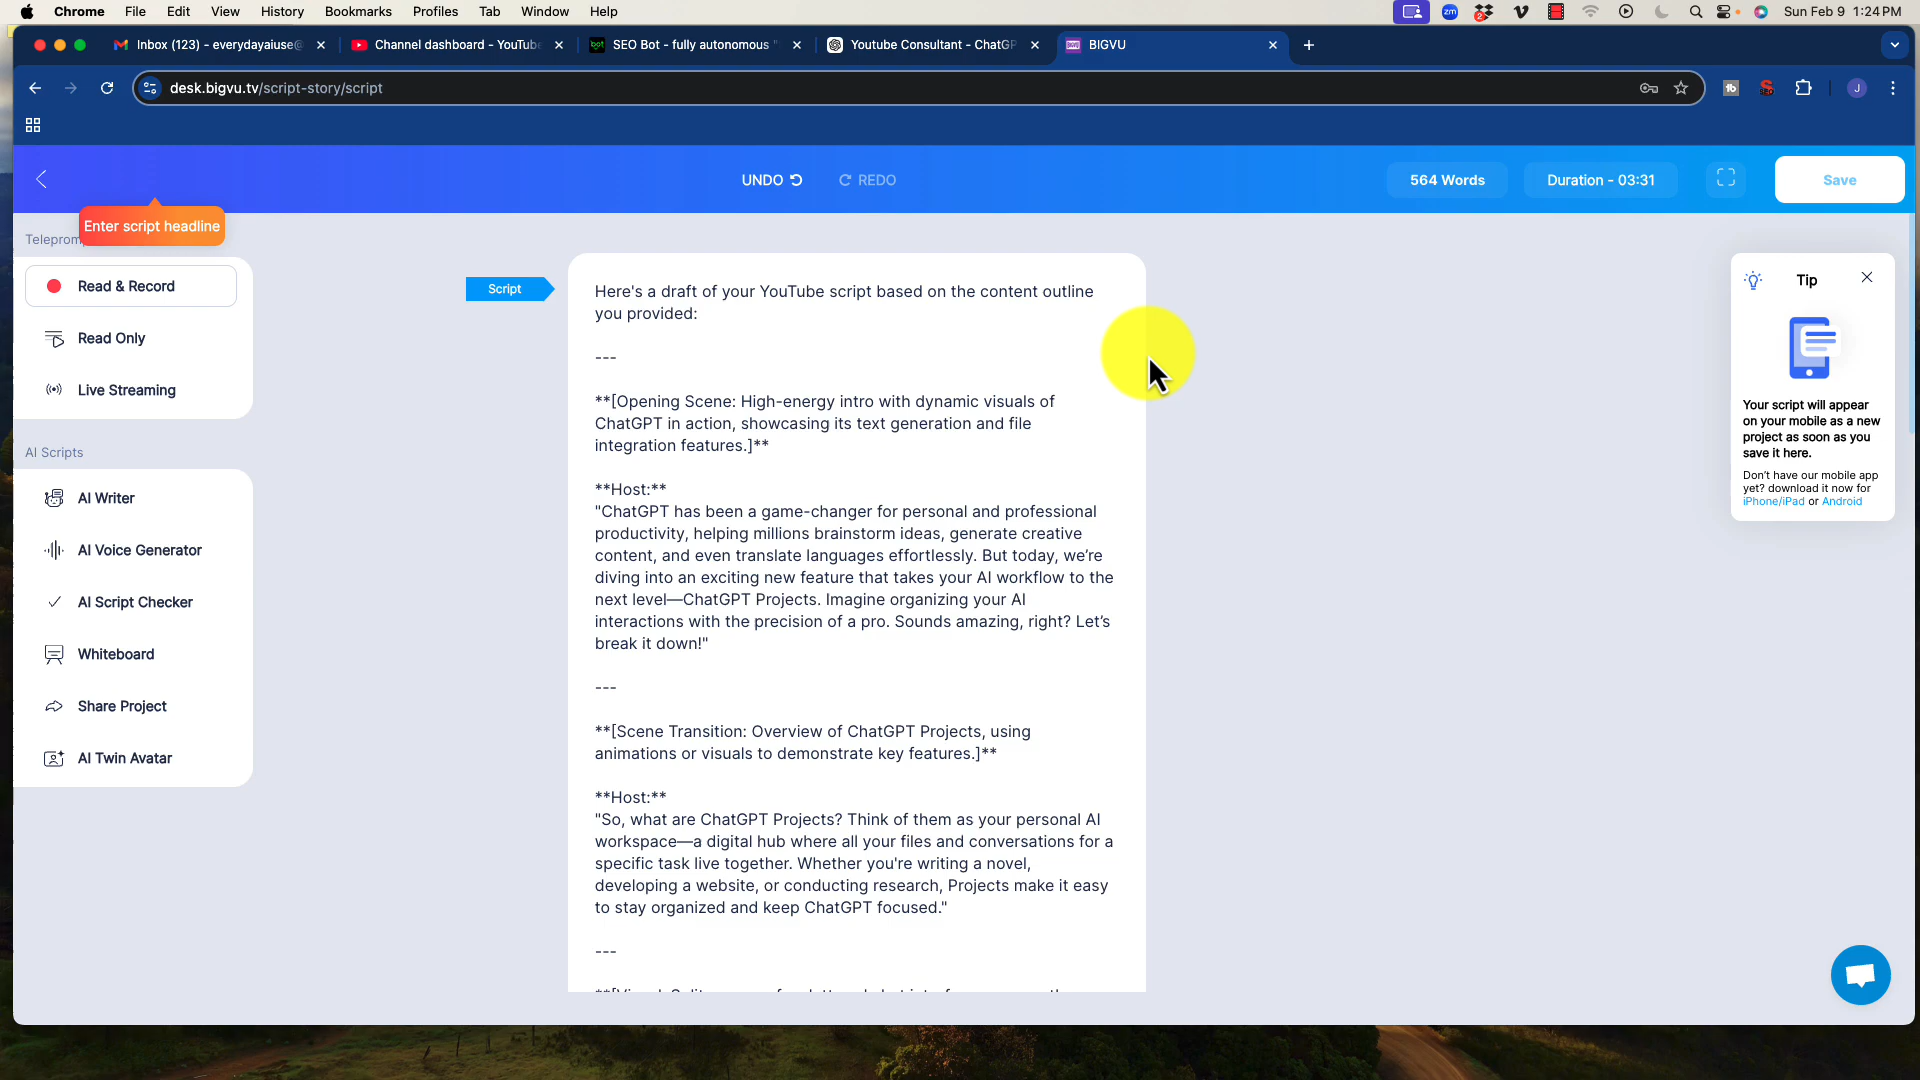 Chrome File Edit View History Bookmarks Profiles Tab Window Help
zm 2 Sun Feb 9 1:24 PM
Inbox (123) - everydayaiuse@
Channel dashboard - YouTube
SEO Bot - fully autonomous "
Youtube Consultant - ChatGP
BIGVU
desk.bigvu.tv/script-story/script
J
UNDO
REDO
564 Words
Duration - 03:31
Save
Enter script headline
Teleprom
Read & Record
Read Only
Live Streaming
AI Scripts
AI Writer
AI Voice Generator
AI Script Checker
Whiteboard
Share Project
AI Twin Avatar
Script
Here's a draft of your YouTube script based on the content outline
you provided:
---
**[Opening Scene: High-energy intro with dynamic visuals of
ChatGPT in action, showcasing its text generation and file
integration features.]**
**Host:**
"ChatGPT has been a game-changer for personal and professional
productivity, helping millions brainstorm ideas, generate creative
content, and even translate languages effortlessly. But today, we’re
diving into an exciting new feature that takes your AI workflow to the
next level—ChatGPT Projects. Imagine organizing your AI
interactions with the precision of a pro. Sounds amazing, right? Let’s
break it down!"
---
**[Scene Transition: Overview of ChatGPT Projects, using
animations or visuals to demonstrate key features.]**
**Host:**
"So, what are ChatGPT Projects? Think of them as your personal AI
workspace—a digital hub where all your files and conversations for a
specific task live together. Whether you're writing a novel,
developing a website, or conducting research, Projects make it easy
to stay organized and keep ChatGPT focused."
---
Tip
Your script will appear
on your mobile as a new
project as soon as you
save it here.
Don't have our mobile app
yet? download it now for
iPhone/iPad or Android